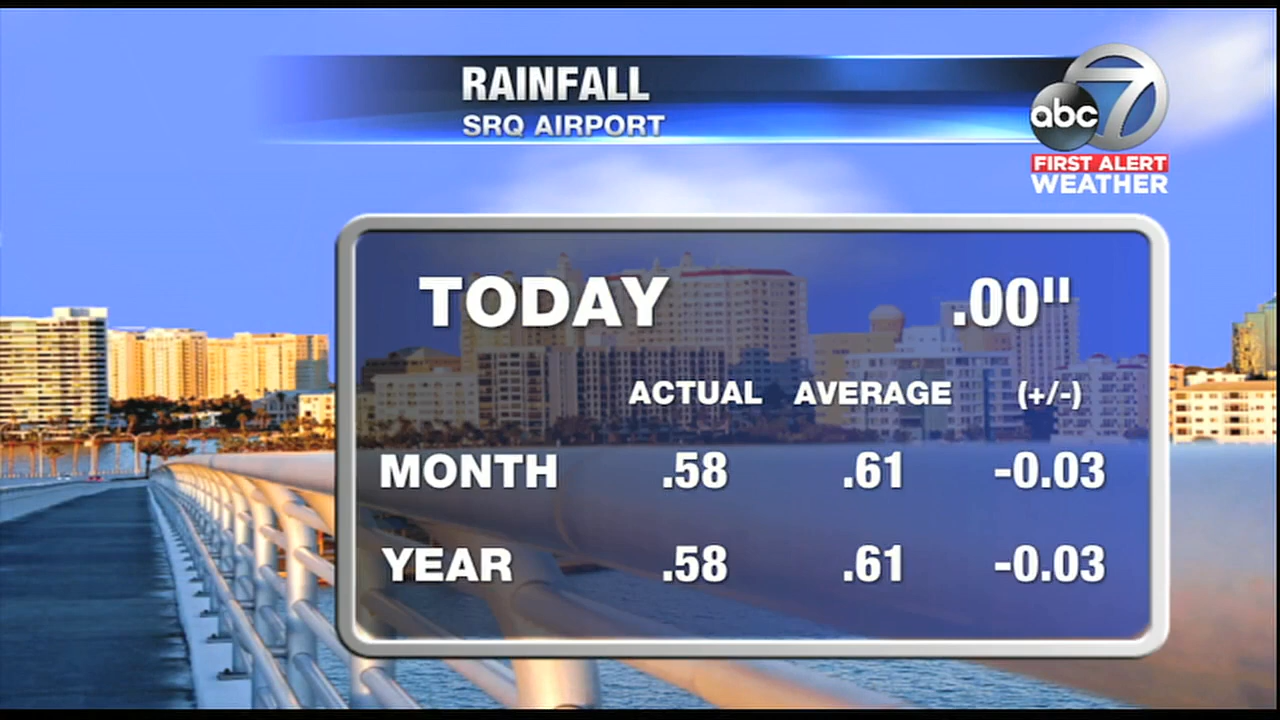 RAINFALL
SRQ AIRPORT
abc 7
FIRST ALERT
WEATHER
TODAY .00"
ACTUAL AVERAGE (+/-)
MONTH .58 .61 -0.03
YEAR .58 .61 -0.03